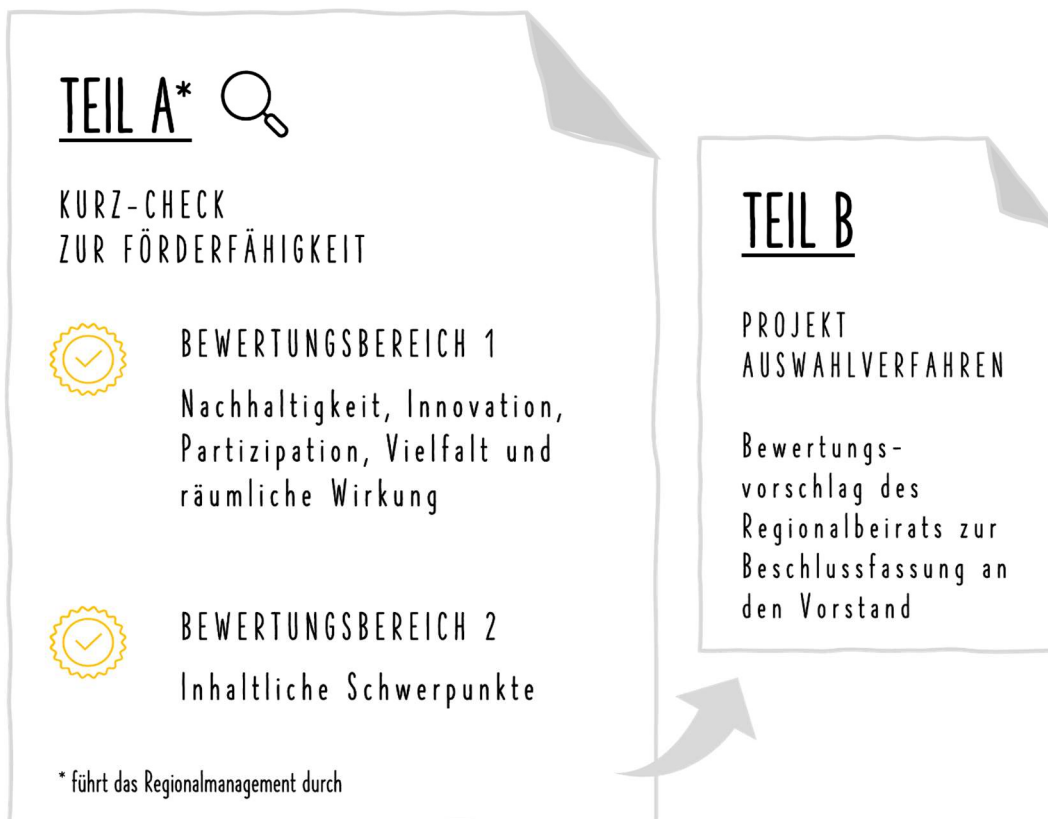 TEIL A*
KURZ-CHECK
ZUR FÖRDERFÄHIGKEIT
BEWERTUNGSBEREICH 1
Nachhaltigkeit, Innovation,
Partizipation, Vielfalt und
räumliche Wirkung
BEWERTUNGSBEREICH 2
Inhaltliche Schwerpunkte
* führt das Regionalmanagement durch
TEIL B
PROJEKT
AUSWAHLVERFAHREN
Bewertungs-
vorschlag des
Regionalbeirats zur
Beschlussfassung an
den Vorstand